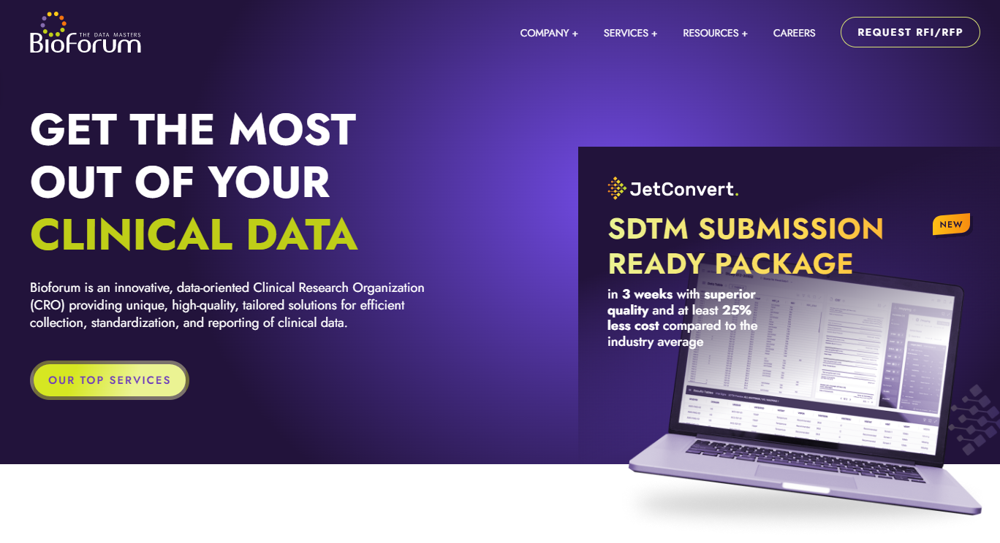 THE DATA MASTERS
BioForum
COMPANY +
SERVICES +
RESOURCES +
CAREERS
REQUEST RFI/RFP
GET THE MOST
OUT OF YOUR
CLINICAL DATA
Bioforum is an innovative, data-oriented Clinical Research Organization
(CRO) providing unique, high-quality, tailored solutions for efficient
collection, standardization, and reporting of clinical data.
OUR TOP SERVICES
JetConvert.
SDTM SUBMISSION
READY PACKAGE
NEW
in 3 weeks with superior
quality and at least 25%
less cost compared to the
industry average
Results Tables